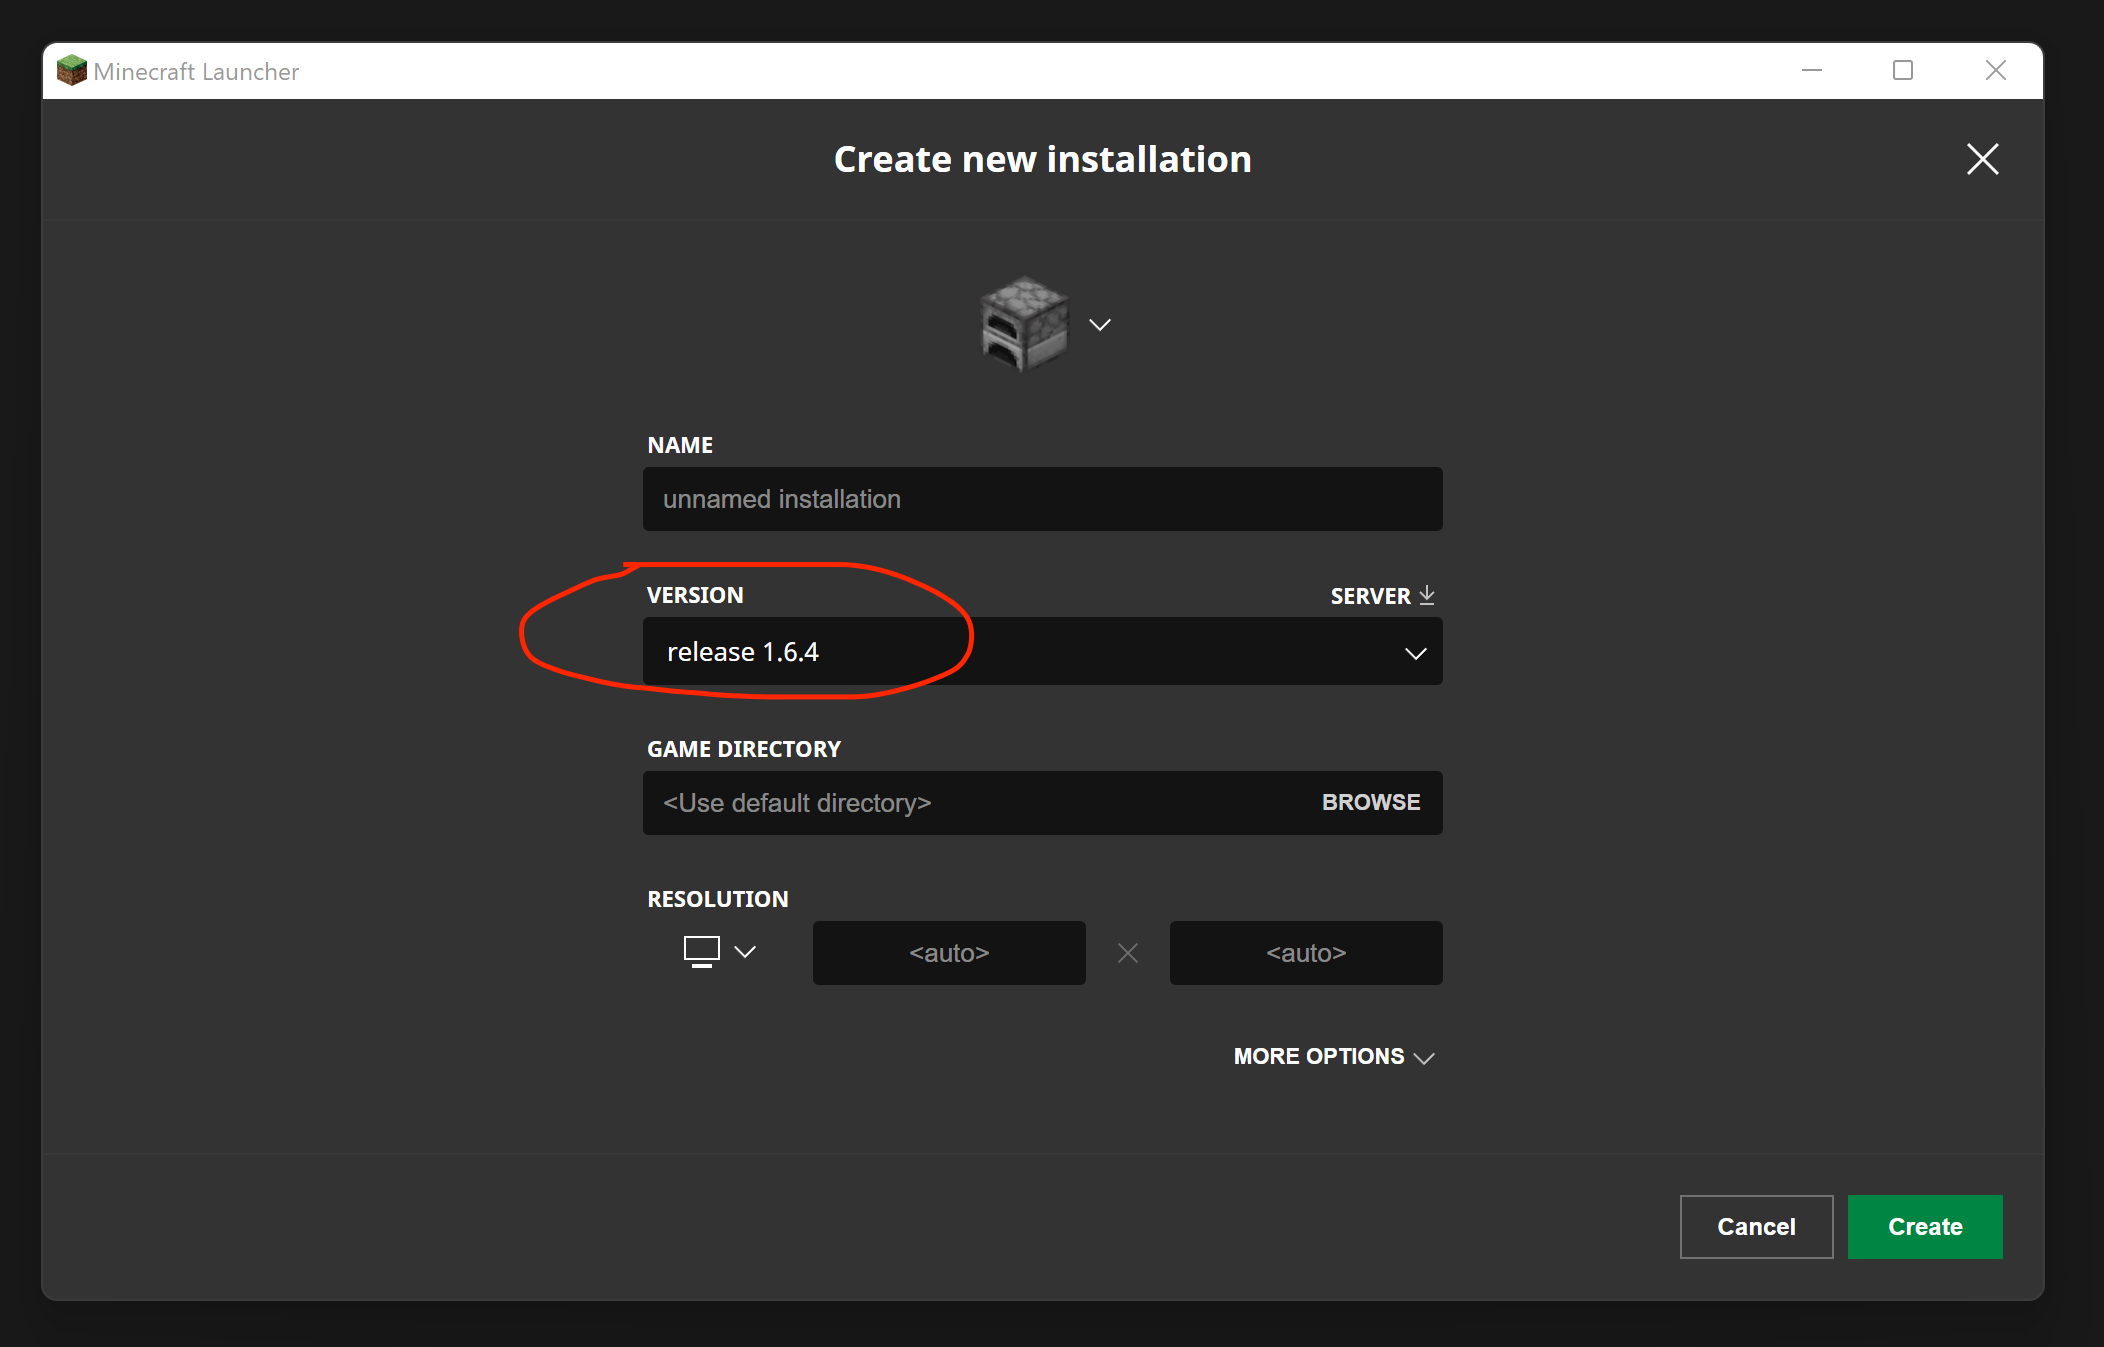 Minecraft Launcher
Create new installation
NAME
unnamed installation
VERSION
SERVER
release 1.6.4
GAME DIRECTORY
<Use default directory>
BROWSE
RESOLUTION
<auto>
<auto>
MORE OPTIONS
Cancel
Create